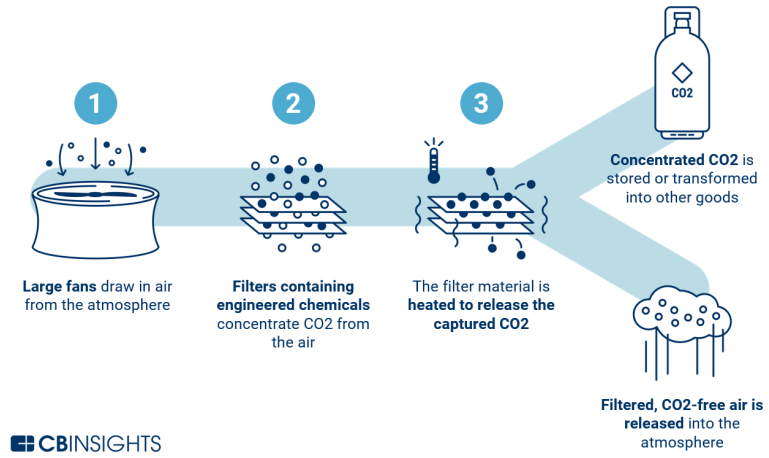 1
Large fans draw in air
from the atmosphere
2
Filters containing
engineered chemicals
concentrate CO2 from
the air
3
The filter material is
heated to release the
captured CO2
CO2
Concentrated CO2 is
stored or transformed
into other goods
Filtered, CO2-free air is
released into the
atmosphere
CBINSIGHTS